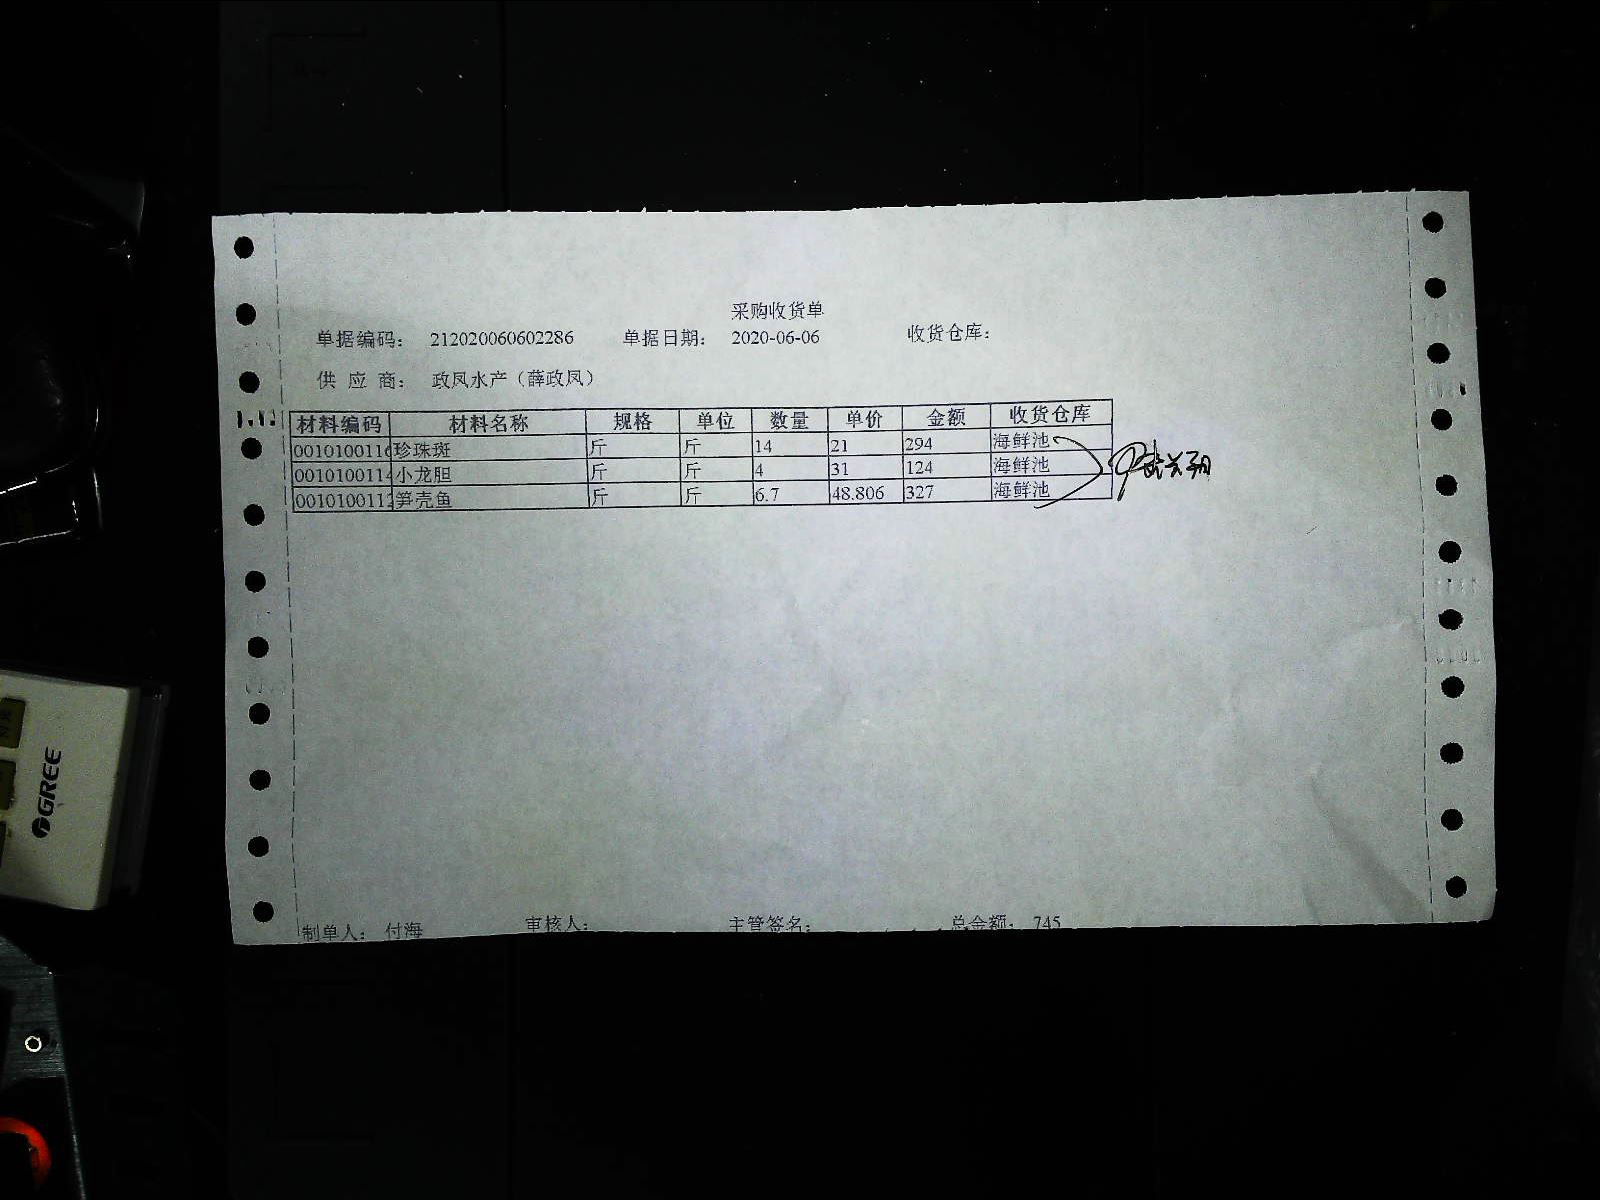 采购收货单
单据编码： 212020060602286 单据日期： 2020-06-06 收货仓库：
供 应 商： 政凤水产（薛政凤）
材料编码 材料名称 规格 单位 数量 单价 金额 收货仓库
001010011 珍珠斑 斤 斤 14 21 294 海鲜池
001010011 小龙胆 斤 斤 4 31 124 海鲜池
001010011 笋壳鱼 斤 斤 6.7 48.806 327 海鲜池
制单人： 付海 审核人： 主管签名： 总金额： 745
GREE